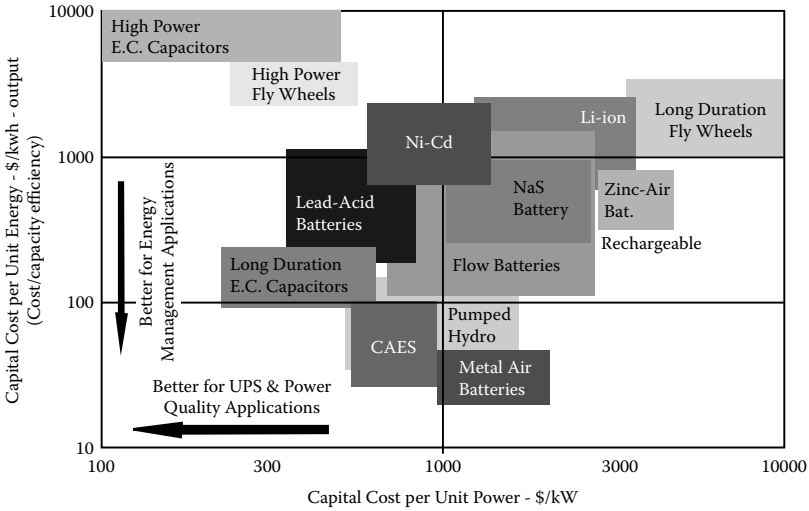 10000
High Power
E.C. Capacitors
High Power
Fly Wheels
Ni-Cd
Li-ion
Long Duration
Fly Wheels
1000
Lead-Acid
Batteries
NaS
Battery
Zinc-Air
Bat.
Rechargeable
Long Duration
E.C. Capacitors
Flow Batteries
100
Pumped
Hydro
CAES
Metal Air
Batteries
Better for Energy
Management Applications
Better for UPS & Power
Quality Applications
10
100
300
1000
3000
10000
Capital Cost per Unit Power - $/kW
Capital Cost per Unit Energy - $/kwh - output
(Cost/capacity efficiency)